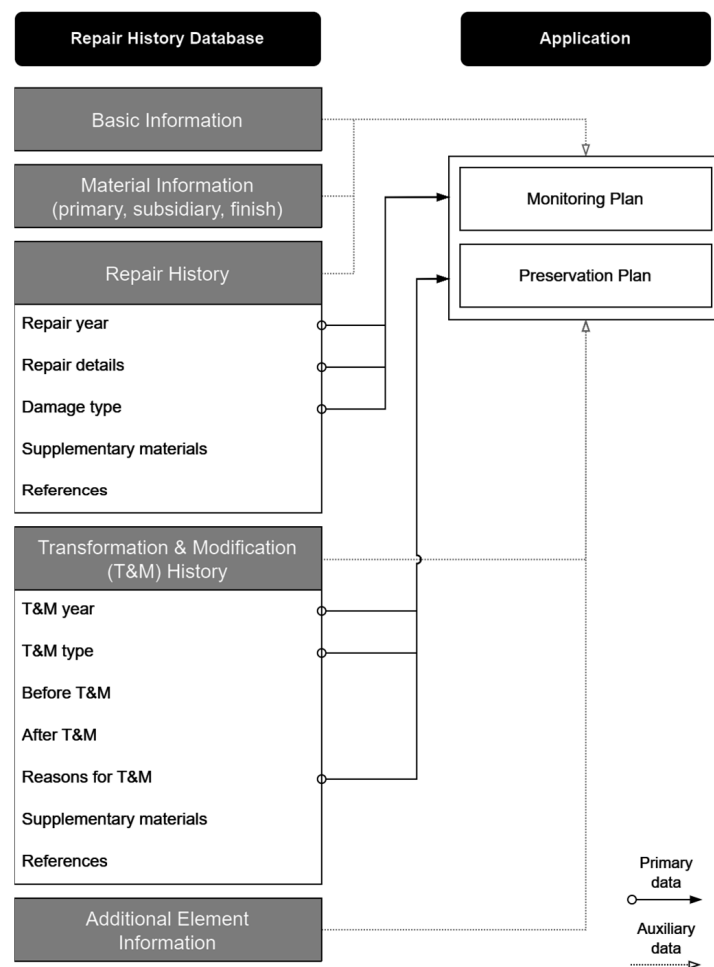 Repair History Database
Application
Basic Information
Material Information
(primary, subsidiary, finish)
Monitoring Plan
Repair History
Preservation Plan
Repair year
Repair details
Damage type
Supplementary materials
References
Transformation & Modification
(T&M) History
T&M year
T&M type
Before T&M
After T&M
Reasons for T&M
Supplementary materials
References
Additional Element
Information
Primary
data
Auxiliary
data